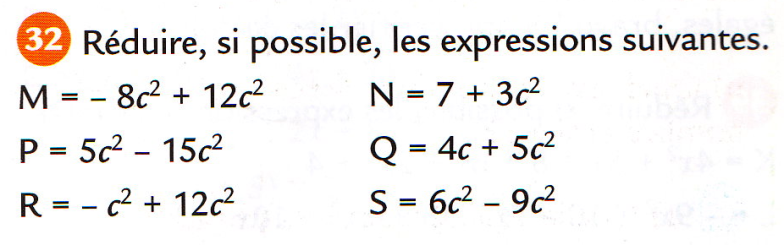 32 Réduire, si possible, les expressions suivantes.
M = – 8c² + 12c² N = 7 + 3c²
P = 5c² – 15c² Q = 4c + 5c²
R = – c² + 12c² S = 6c² – 9c²